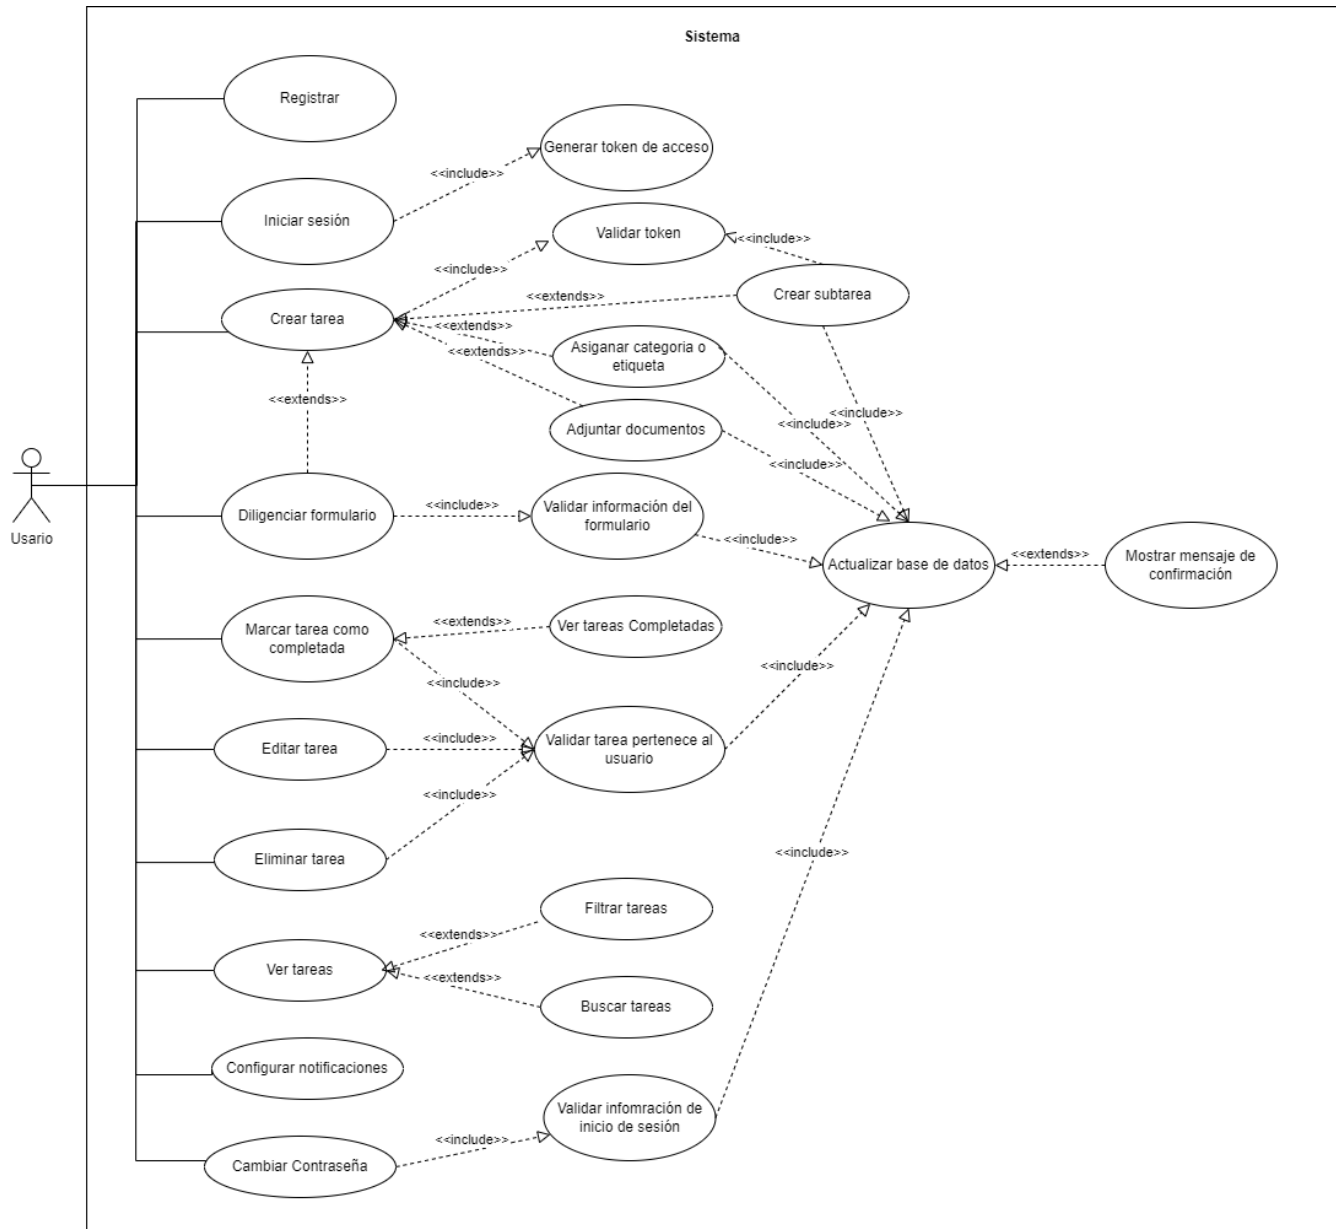 Sistema
Registrar
Generar token de acceso
<<include>>
Iniciar sesión
Validar token
<<include>>
<<include>>
Crear tarea
<<extends>>
Crear subtarea
<<extends>>
Asiganar categoria o
etiqueta
<<extends>>
<<extends>>
Adjuntar documentos
<<include>>
<<include>>
<<include>>
Usario
Diligenciar formulario
<<include>>
Validar información del
formulario
<<include>>
Actualizar base de datos
<<extends>>
Mostrar mensaje de
confirmación
Marcar tarea como
completada
<<extends>>
Ver tareas Completadas
<<include>>
<<include>>
Editar tarea
<<include>>
Validar tarea pertenece al
usuario
<<include>>
Eliminar tarea
<<include>>
Filtrar tareas
<<extends>>
Ver tareas
<<extends>>
Buscar tareas
Configurar notificaciones
Validar infomración de
inicio de sesión
<<include>>
Cambiar Contraseña